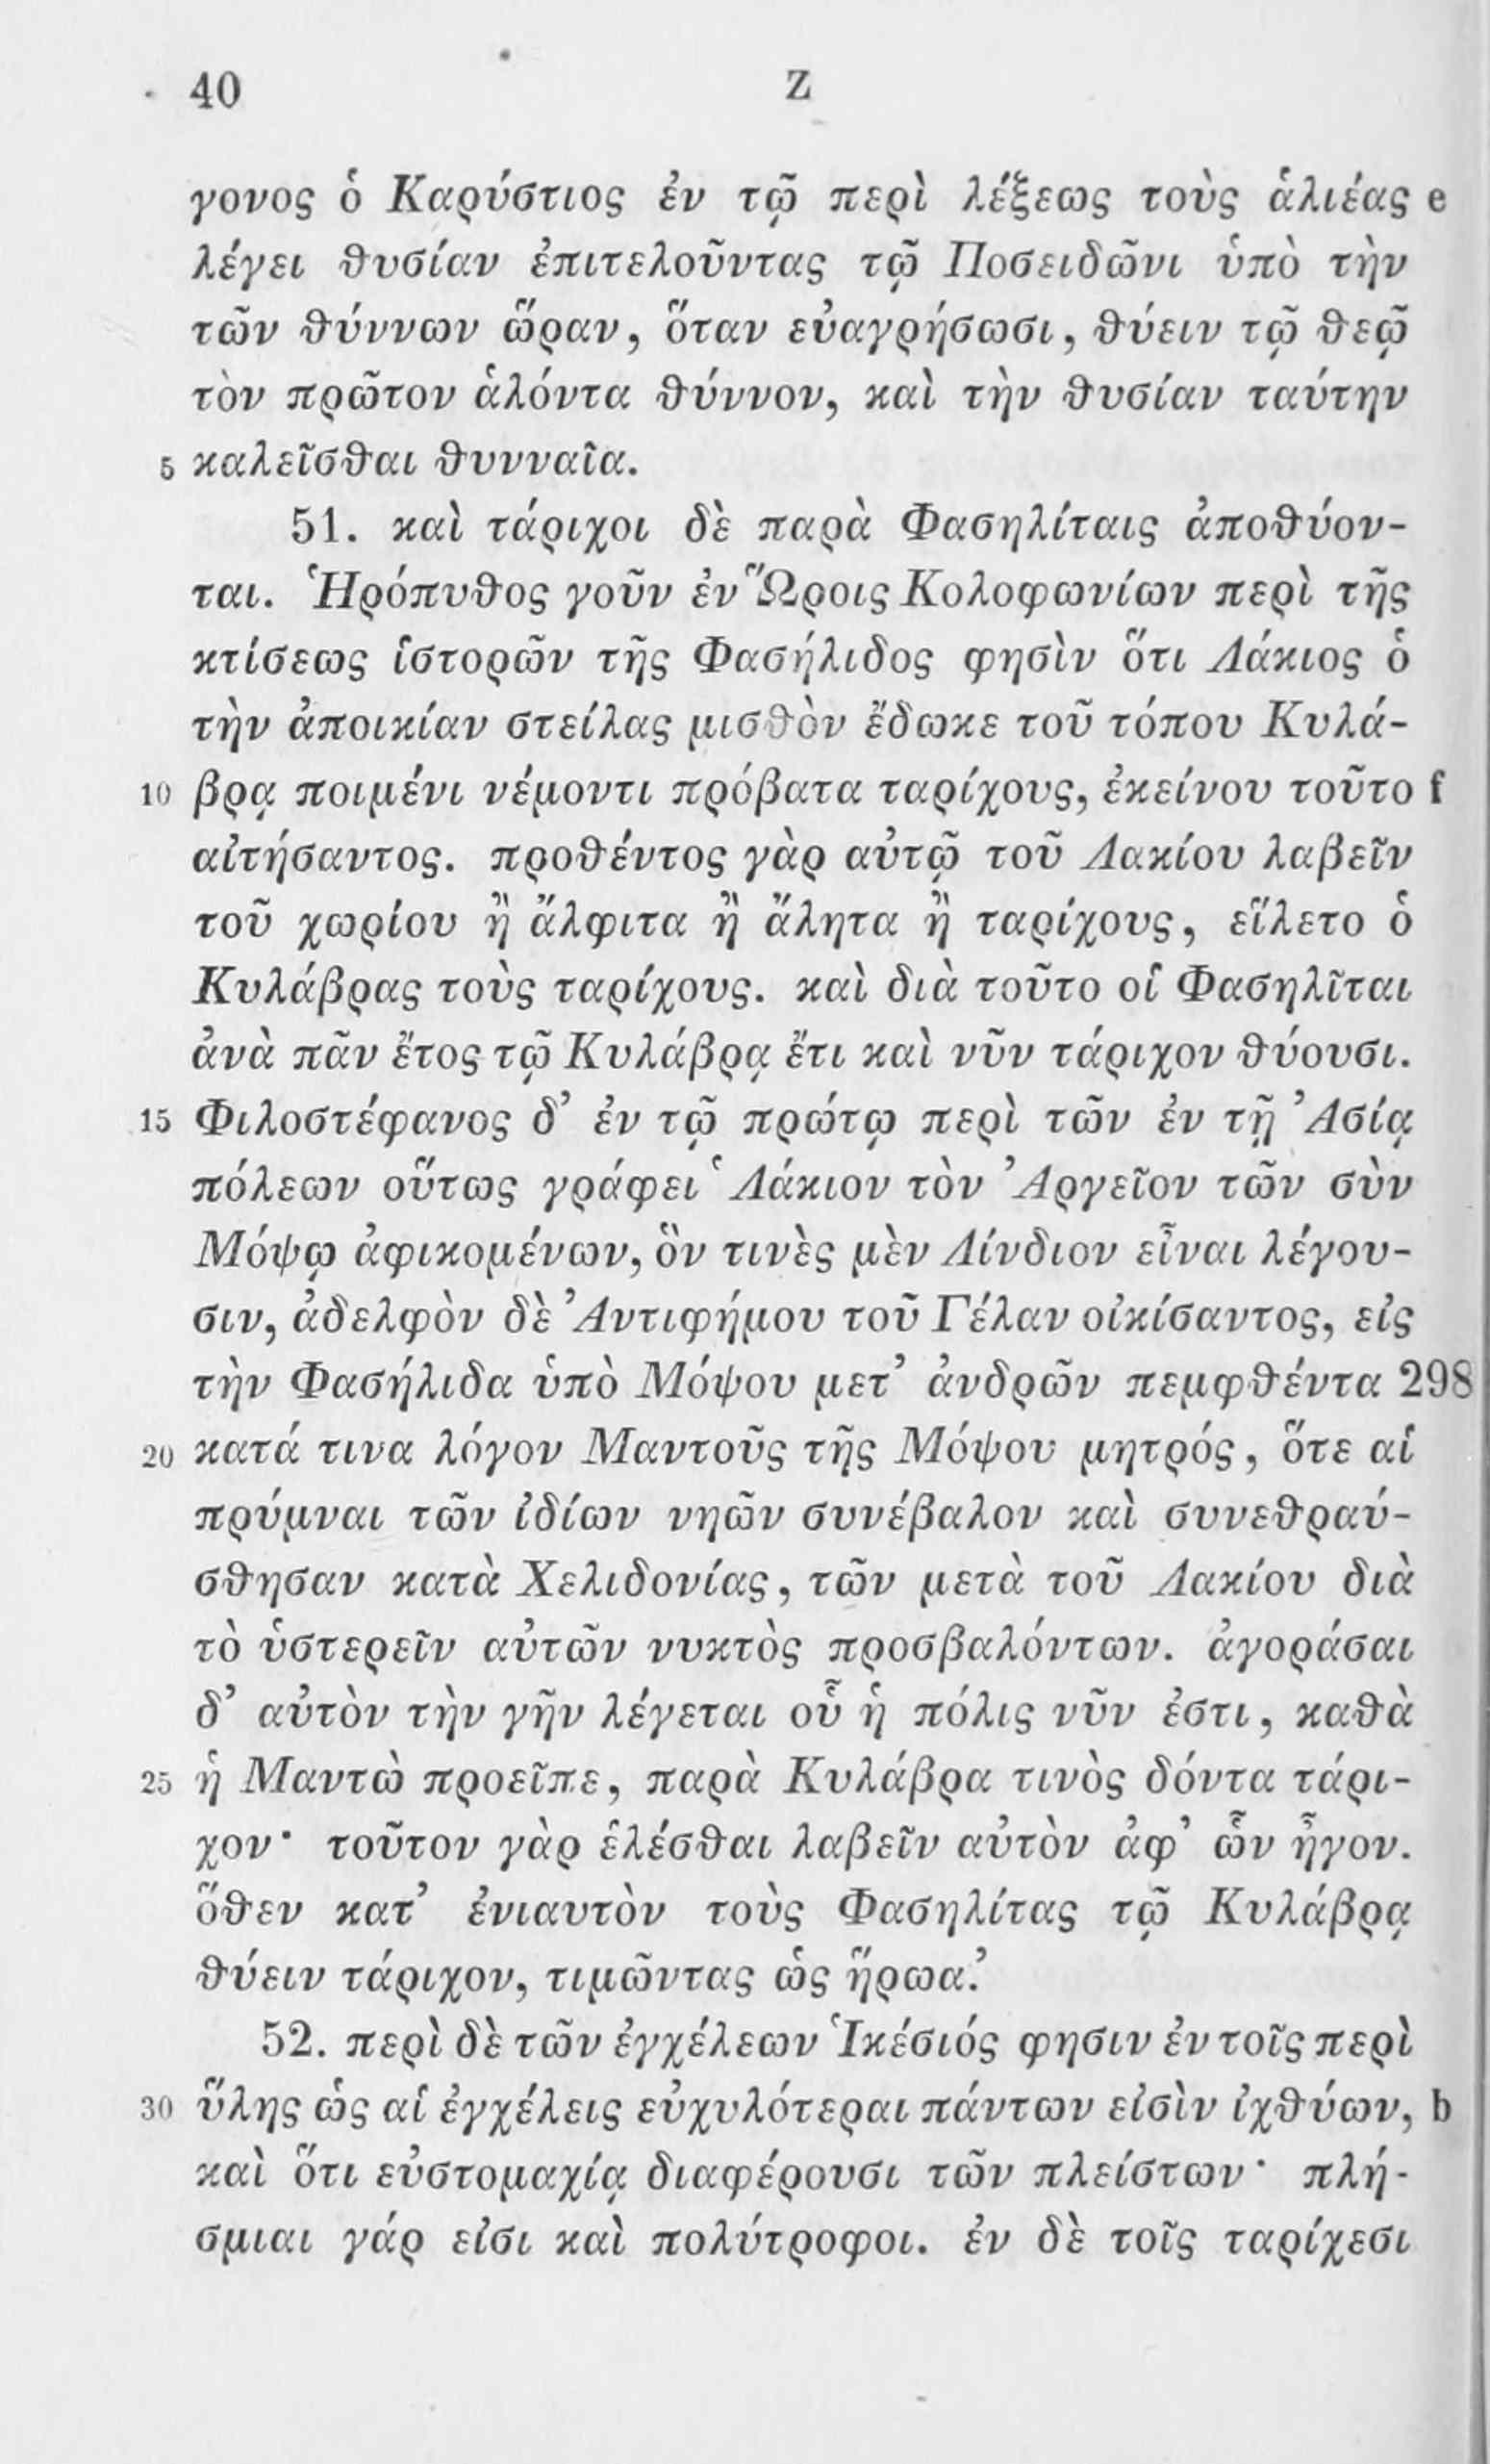 40 Z
γονος ὁ Καρύστιος ἐν τῷ περὶ λέξεως τοὺς ἁλιέας e
λέγει θυσίαν ἐπιτελοῦντας τῷ Ποσειδῶνι ὑπὸ τὴν
τῶν θύννων ὥραν, ὅταν εὐαγρήσωσι, θύειν τῷ θεῷ
τὸν πρῶτον ἁλόντα θύννον, καὶ τὴν θυσίαν ταύτην
5 καλεῖσθαι θυνναῖα.
51. καὶ τάριχοι δὲ παρὰ Φασηλίταις ἀποθύον-
ται. Ἡρόπυθος γοῦν ἐν Ὥροις Κολοφωνίων περὶ τῆς
κτίσεως ἱστορῶν τῆς Φασήλιδος φησὶν ὅτι Λάκιος ὁ
τὴν ἀποικίαν στείλας μισθὸν ἔδωκε τοῦ τόπου Κυλά-
10 βρᾳ ποιμένι νέμοντι πρόβατα ταρίχους, ἐκείνου τοῦτο f
αἰτήσαντος. προθέντος γὰρ αὐτῷ τοῦ Λακίου λαβεῖν
τοῦ χωρίου ἢ ἄλφιτα ἢ ἄλητα ἢ ταρίχους, εἵλετο ὁ
Κυλάβρας τοὺς ταρίχους. καὶ διὰ τοῦτο οἱ Φασηλῖται
ἀνὰ πᾶν ἔτος τῷ Κυλάβρᾳ ἔτι καὶ νῦν τάριχον θύουσι.
15 Φιλοστέφανος δ’ ἐν τῷ πρώτῳ περὶ τῶν ἐν τῇ Ἀσίᾳ
πόλεων οὕτως γράφει ‘Λάκιον τὸν Ἀργεῖον τῶν σὺν
Μόψῳ ἀφικομένων, ὃν τινὲς μὲν Λίνδιον εἶναι λέγου-
σιν, ἀδελφὸν δὲ Ἀντιφήμου τοῦ Γέλαν οἰκίσαντος, εἰς
τὴν Φασήλιδα ὑπὸ Μόψου μετ’ ἀνδρῶν πεμφθέντα 298
20 κατά τινα λόγον Μαντοῦς τῆς Μόψου μητρός, ὅτε αἱ
πρύμναι τῶν ἰδίων νηῶν συνέβαλον καὶ συνεθραύ-
σθησαν κατὰ Χελιδονίας, τῶν μετὰ τοῦ Λακίου διὰ
τὸ ὑστερεῖν αὐτῶν νυκτὸς προσβαλόντων. ἀγοράσαι
δ’ αὐτὸν τὴν γῆν λέγεται οὗ ἡ πόλις νῦν ἐστι, καθὰ
25 ἡ Μαντὼ προεῖπε, παρὰ Κυλάβρα τινὸς δόντα τάρι-
χον· τοῦτον γὰρ ἑλέσθαι λαβεῖν αὐτὸν ἀφ’ ὧν ἦγον.
ὅθεν κατ’ ἐνιαυτὸν τοὺς Φασηλίτας τῷ Κυλάβρᾳ
θύειν τάριχον, τιμῶντας ὡς ἥρωα.’
52. περὶ δὲ τῶν ἐγχέλεων Ἱκέσιός φησιν ἐν τοῖς περὶ
30 ὕλης ὡς αἱ ἐγχέλεις εὐχυλότεραι πάντων εἰσὶν ἰχθύων, b
καὶ ὅτι εὐστομαχίᾳ διαφέρουσι τῶν πλείστων· πλή-
σμιαι γάρ εἰσι καὶ πολύτροφοι. ἐν δὲ τοῖς ταρίχεσι